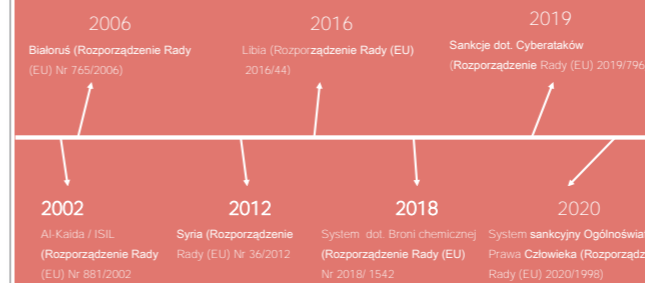 2006
Białoruś (Rozporządzenie Rady
(EU) Nr 765/2006)
2016
Libia (Rozporządzenie Rady (EU)
2016/44)
2019
Sankcje dot. Cyberataków
(Rozporządzenie Rady (EU) 2019/796
2002
Al-Kaida / ISIL
(Rozporządzenie Rady
(EU) Nr 881/2002
2012
Syria (Rozporządzenie
Rady (EU) Nr 36/2012
2018
System dot. Broni chemicznej
(Rozporządzenie Rady (EU)
Nr 2018/ 1542
2020
System sankcyjny Ogólnoświat
Prawa Człowieka (Rozporządz
Rady (EU) 2020/1998)